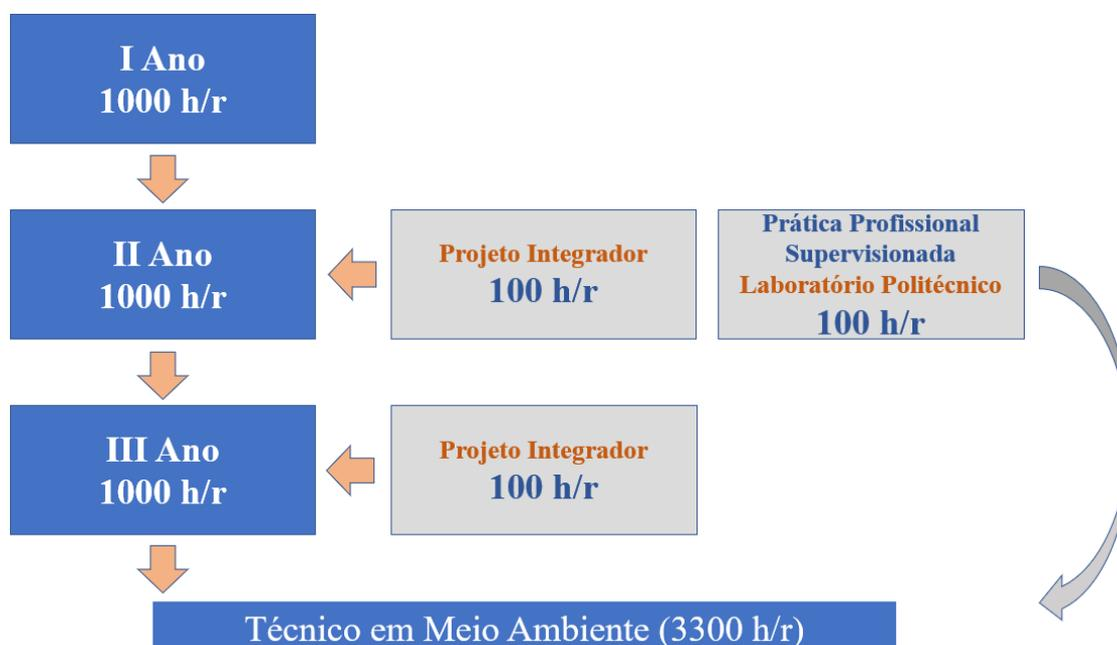 I Ano
1000 h/r
II Ano
1000 h/r
Projeto Integrador
100 h/r
Prática Profissional
Supervisionada
Laboratório Politécnico
100 h/r
III Ano
1000 h/r
Projeto Integrador
100 h/r
Técnico em Meio Ambiente (3300 h/r)